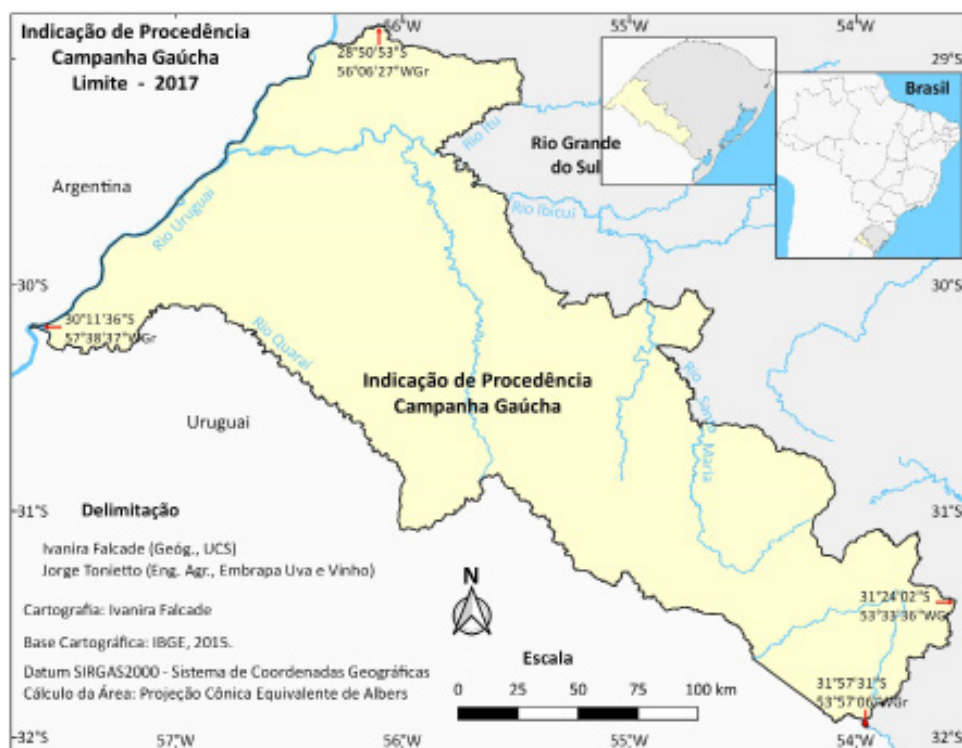 Indicação de Procedência
Campanha Gaúcha
Limite - 2017
56°W
55°W
54°W
28°50'53"S
56°06'27"WGr
29°S
Brasil
Rio Itu
Rio Grande
do Sul
Argentina
Rio Uruguai
Rio Ibicuí
30°S
30°S
30°11'36"S
57°38'37"WGr
Rio Quaraí
Indicação de Procedência
Campanha Gaúcha
Rio Santa Maria
Uruguai
31°S
31°S
Delimitação
Ivanira Falcade (Geóg., UCS)
Jorge Tonietto (Eng. Agr., Embrapa Uva e Vinho)
N
31°24'02"S
53°33'36"WGr
Cartografia: Ivanira Falcade
Base Cartográfica: IBGE, 2015.
Datum SIRGAS2000 - Sistema de Coordenadas Geográficas
Cálculo da Área: Projeção Cônica Equivalente de Albers
Escala
0 25 50 75 100 km
31°57'31"S
53°57'06"WGr
32°S
57°W
56°W
55°W
54°W
32°S